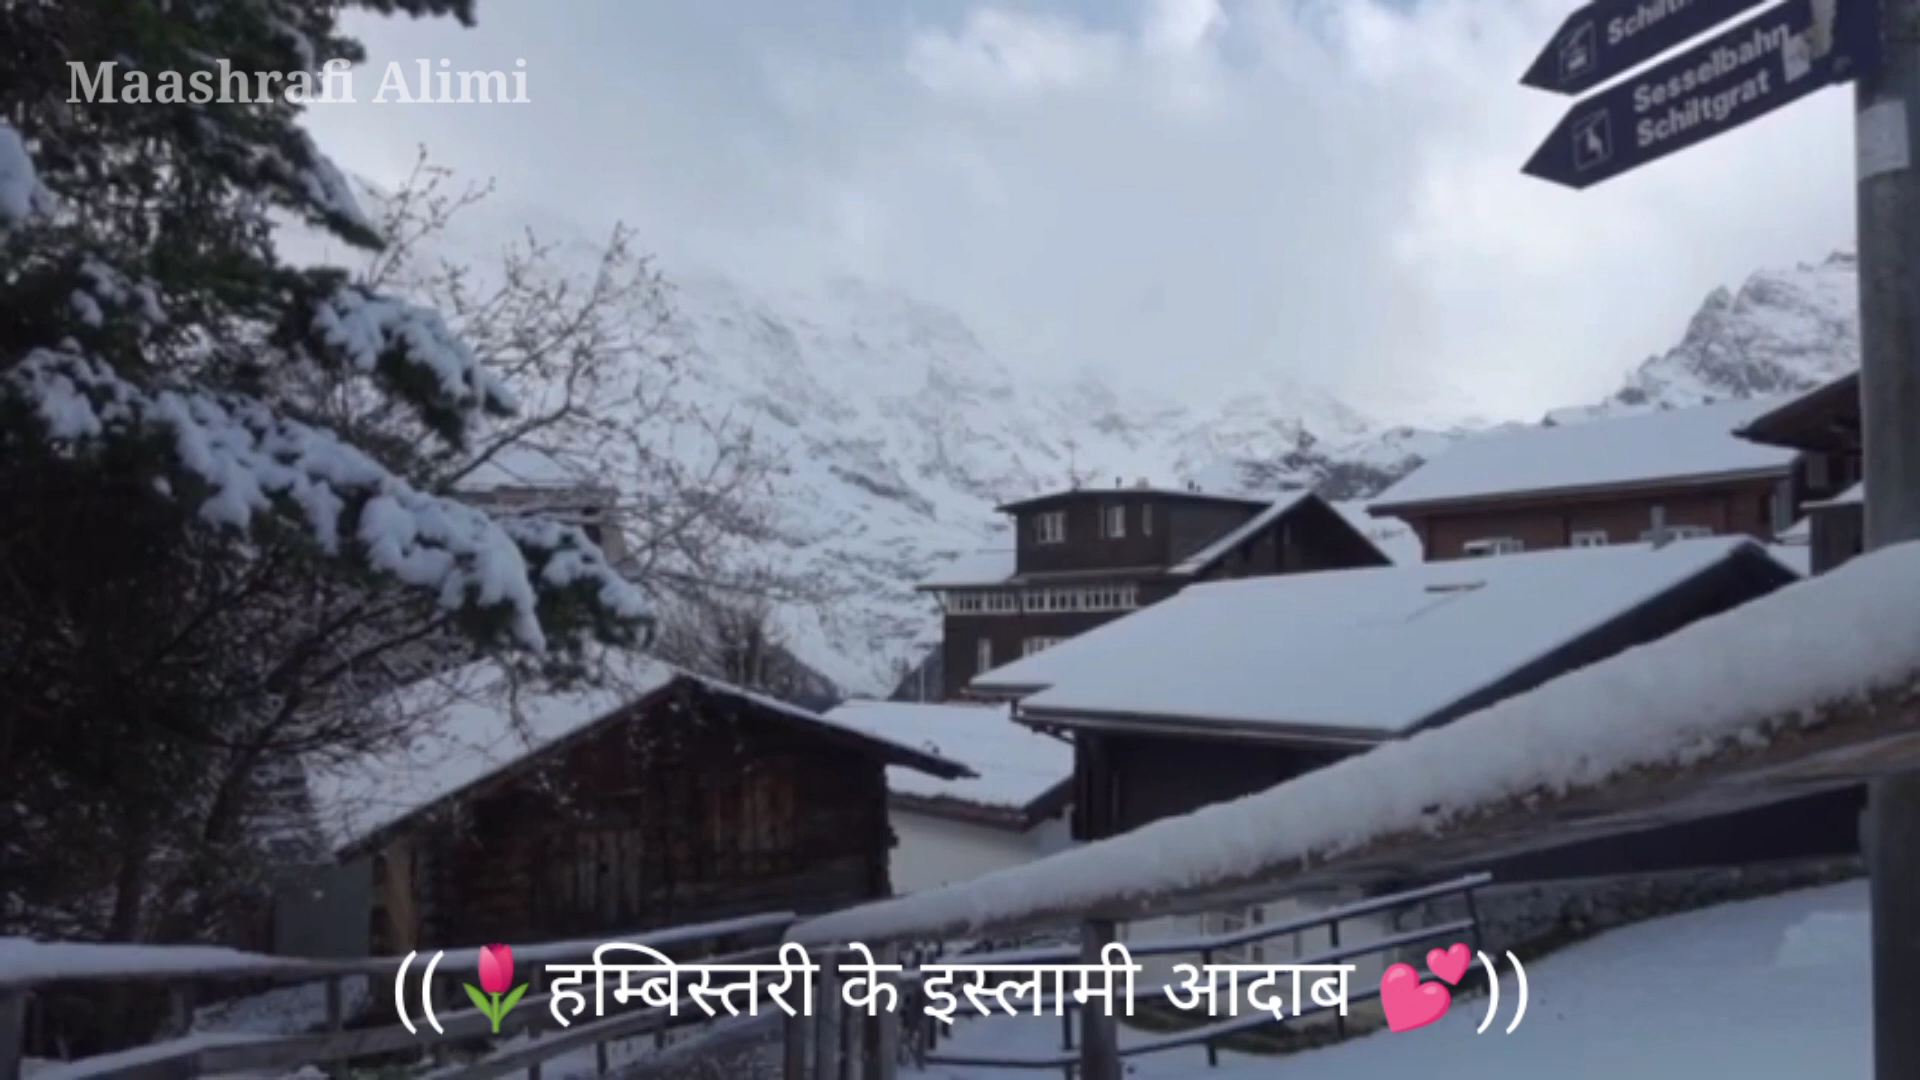 Maashrafi Alimi
Sesselbahn
Schiltgrat
((🌷हम्बिस्तरी के इस्लामी आदाब 💕))